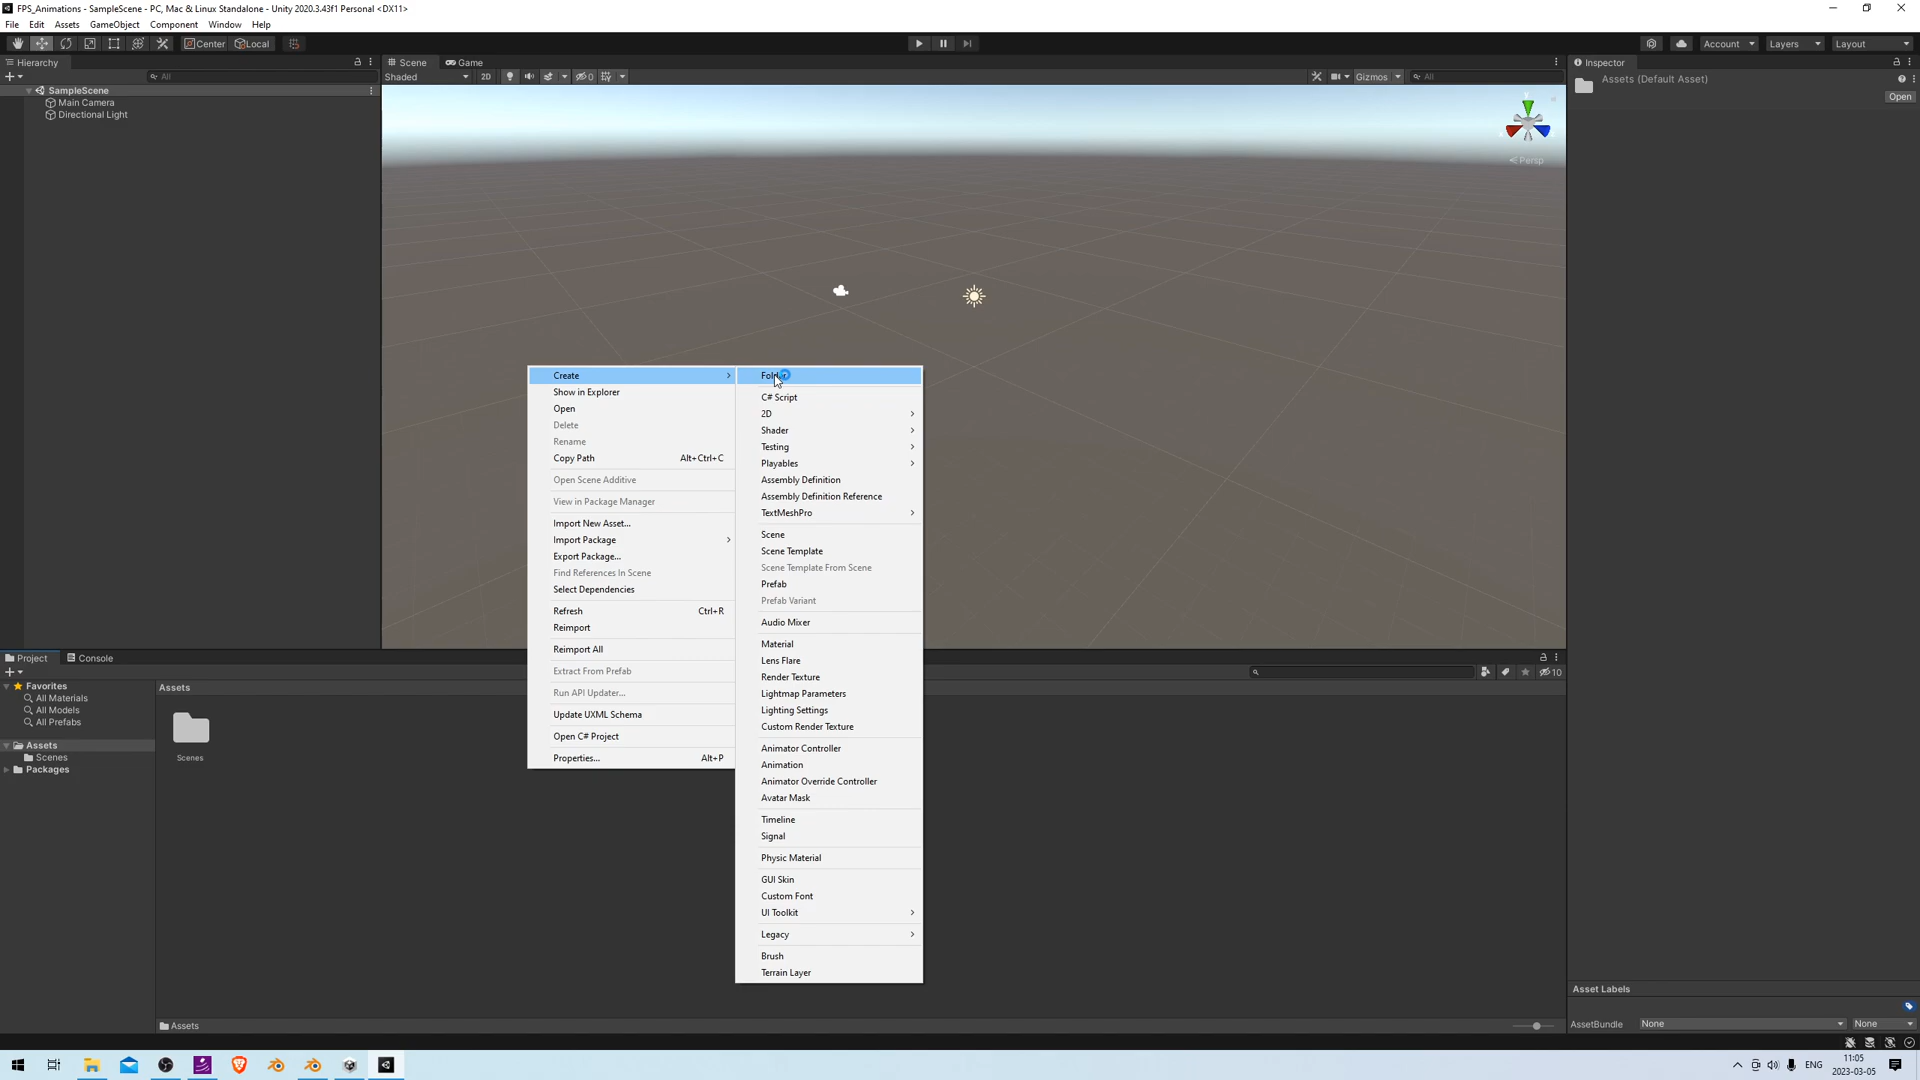 FPS_Animations - SampleScene - PC, Mac & Linux Standalone - Unity 2020.3.43f1 Personal <DX11>
File Edit Assets GameObject Component Window Help
Center Local Account Layers Layout
Hierarchy Scene Game Inspector
All Shaded 2D 0 Gizmos All
Assets (Default Asset)
Open
SampleScene
Main Camera
Directional Light
Persp
Create
Show in Explorer
Open
Delete
Rename
Copy Path Alt+Ctrl+C
Open Scene Additive
View in Package Manager
Import New Asset...
Import Package
Export Package...
Find References In Scene
Select Dependencies
Refresh Ctrl+R
Reimport
Reimport All
Extract From Prefab
Run API Updater...
Update UXML Schema
Open C# Project
Properties... Alt+P
Folder
C# Script
2D
Shader
Testing
Playables
Assembly Definition
Assembly Definition Reference
TextMeshPro
Scene
Scene Template
Scene Template From Scene
Prefab
Prefab Variant
Audio Mixer
Material
Lens Flare
Render Texture
Lightmap Parameters
Lighting Settings
Custom Render Texture
Animator Controller
Animation
Animator Override Controller
Avatar Mask
Timeline
Signal
Physic Material
GUI Skin
Custom Font
UI Toolkit
Legacy
Brush
Terrain Layer
Project Console
10
Favorites
All Materials
All Models
All Prefabs
Assets
Scenes
Packages
Assets
Scenes
Assets
Asset Labels
AssetBundle None None
ENG
11:05
2023-03-05